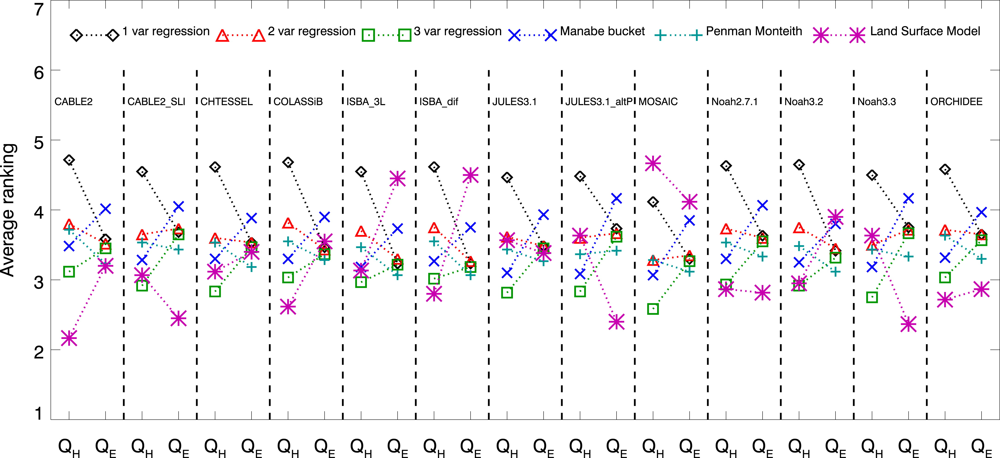 7
1 var regression 2 var regression 3 var regression Manabe bucket Penman Monteith Land Surface Model
6
CABLE2 CABLE2_SLI CHTESSEL COLASSiB ISBA_3L ISBA_dif JULES3.1 JULES3.1_altP MOSAIC Noah2.7.1 Noah3.2 Noah3.3 ORCHIDEE
5
Average ranking
4
3
2
1
QH QE QH QE QH QE QH QE QH QE QH QE QH QE QH QE QH QE QH QE QH QE QH QE QH QE